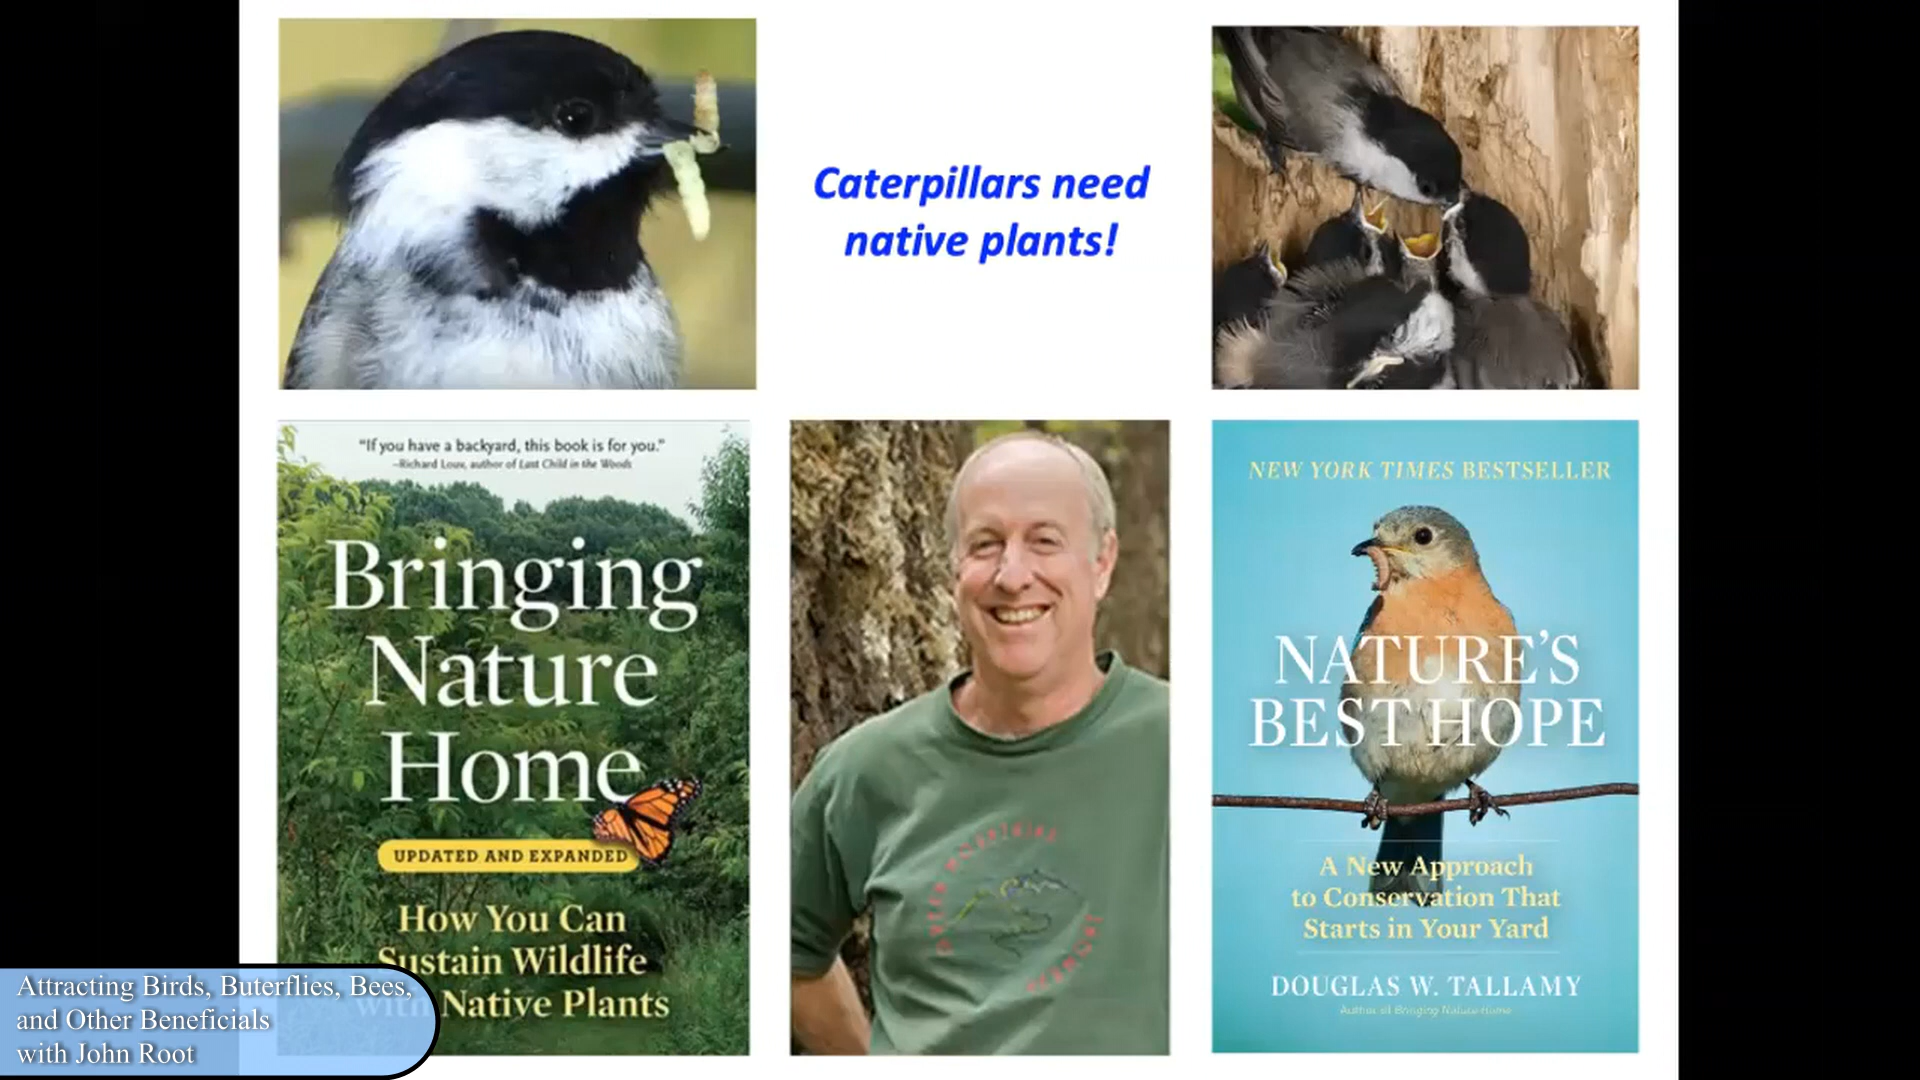 Caterpillars need
native plants!
"If you have a backyard, this book is for you."
–Richard Louv, author of Last Child in the Woods
Bringing
Nature
Home
UPDATED AND EXPANDED
How You Can
Sustain Wildlife
with Native Plants
NEW YORK TIMES BESTSELLER
NATURE'S
BEST HOPE
A New Approach
to Conservation That
Starts in Your Yard
DOUGLAS W. TALLAMY
Author of Bringing Nature Home
Attracting Birds, Buterflies, Bees,
and Other Beneficials
with John Root